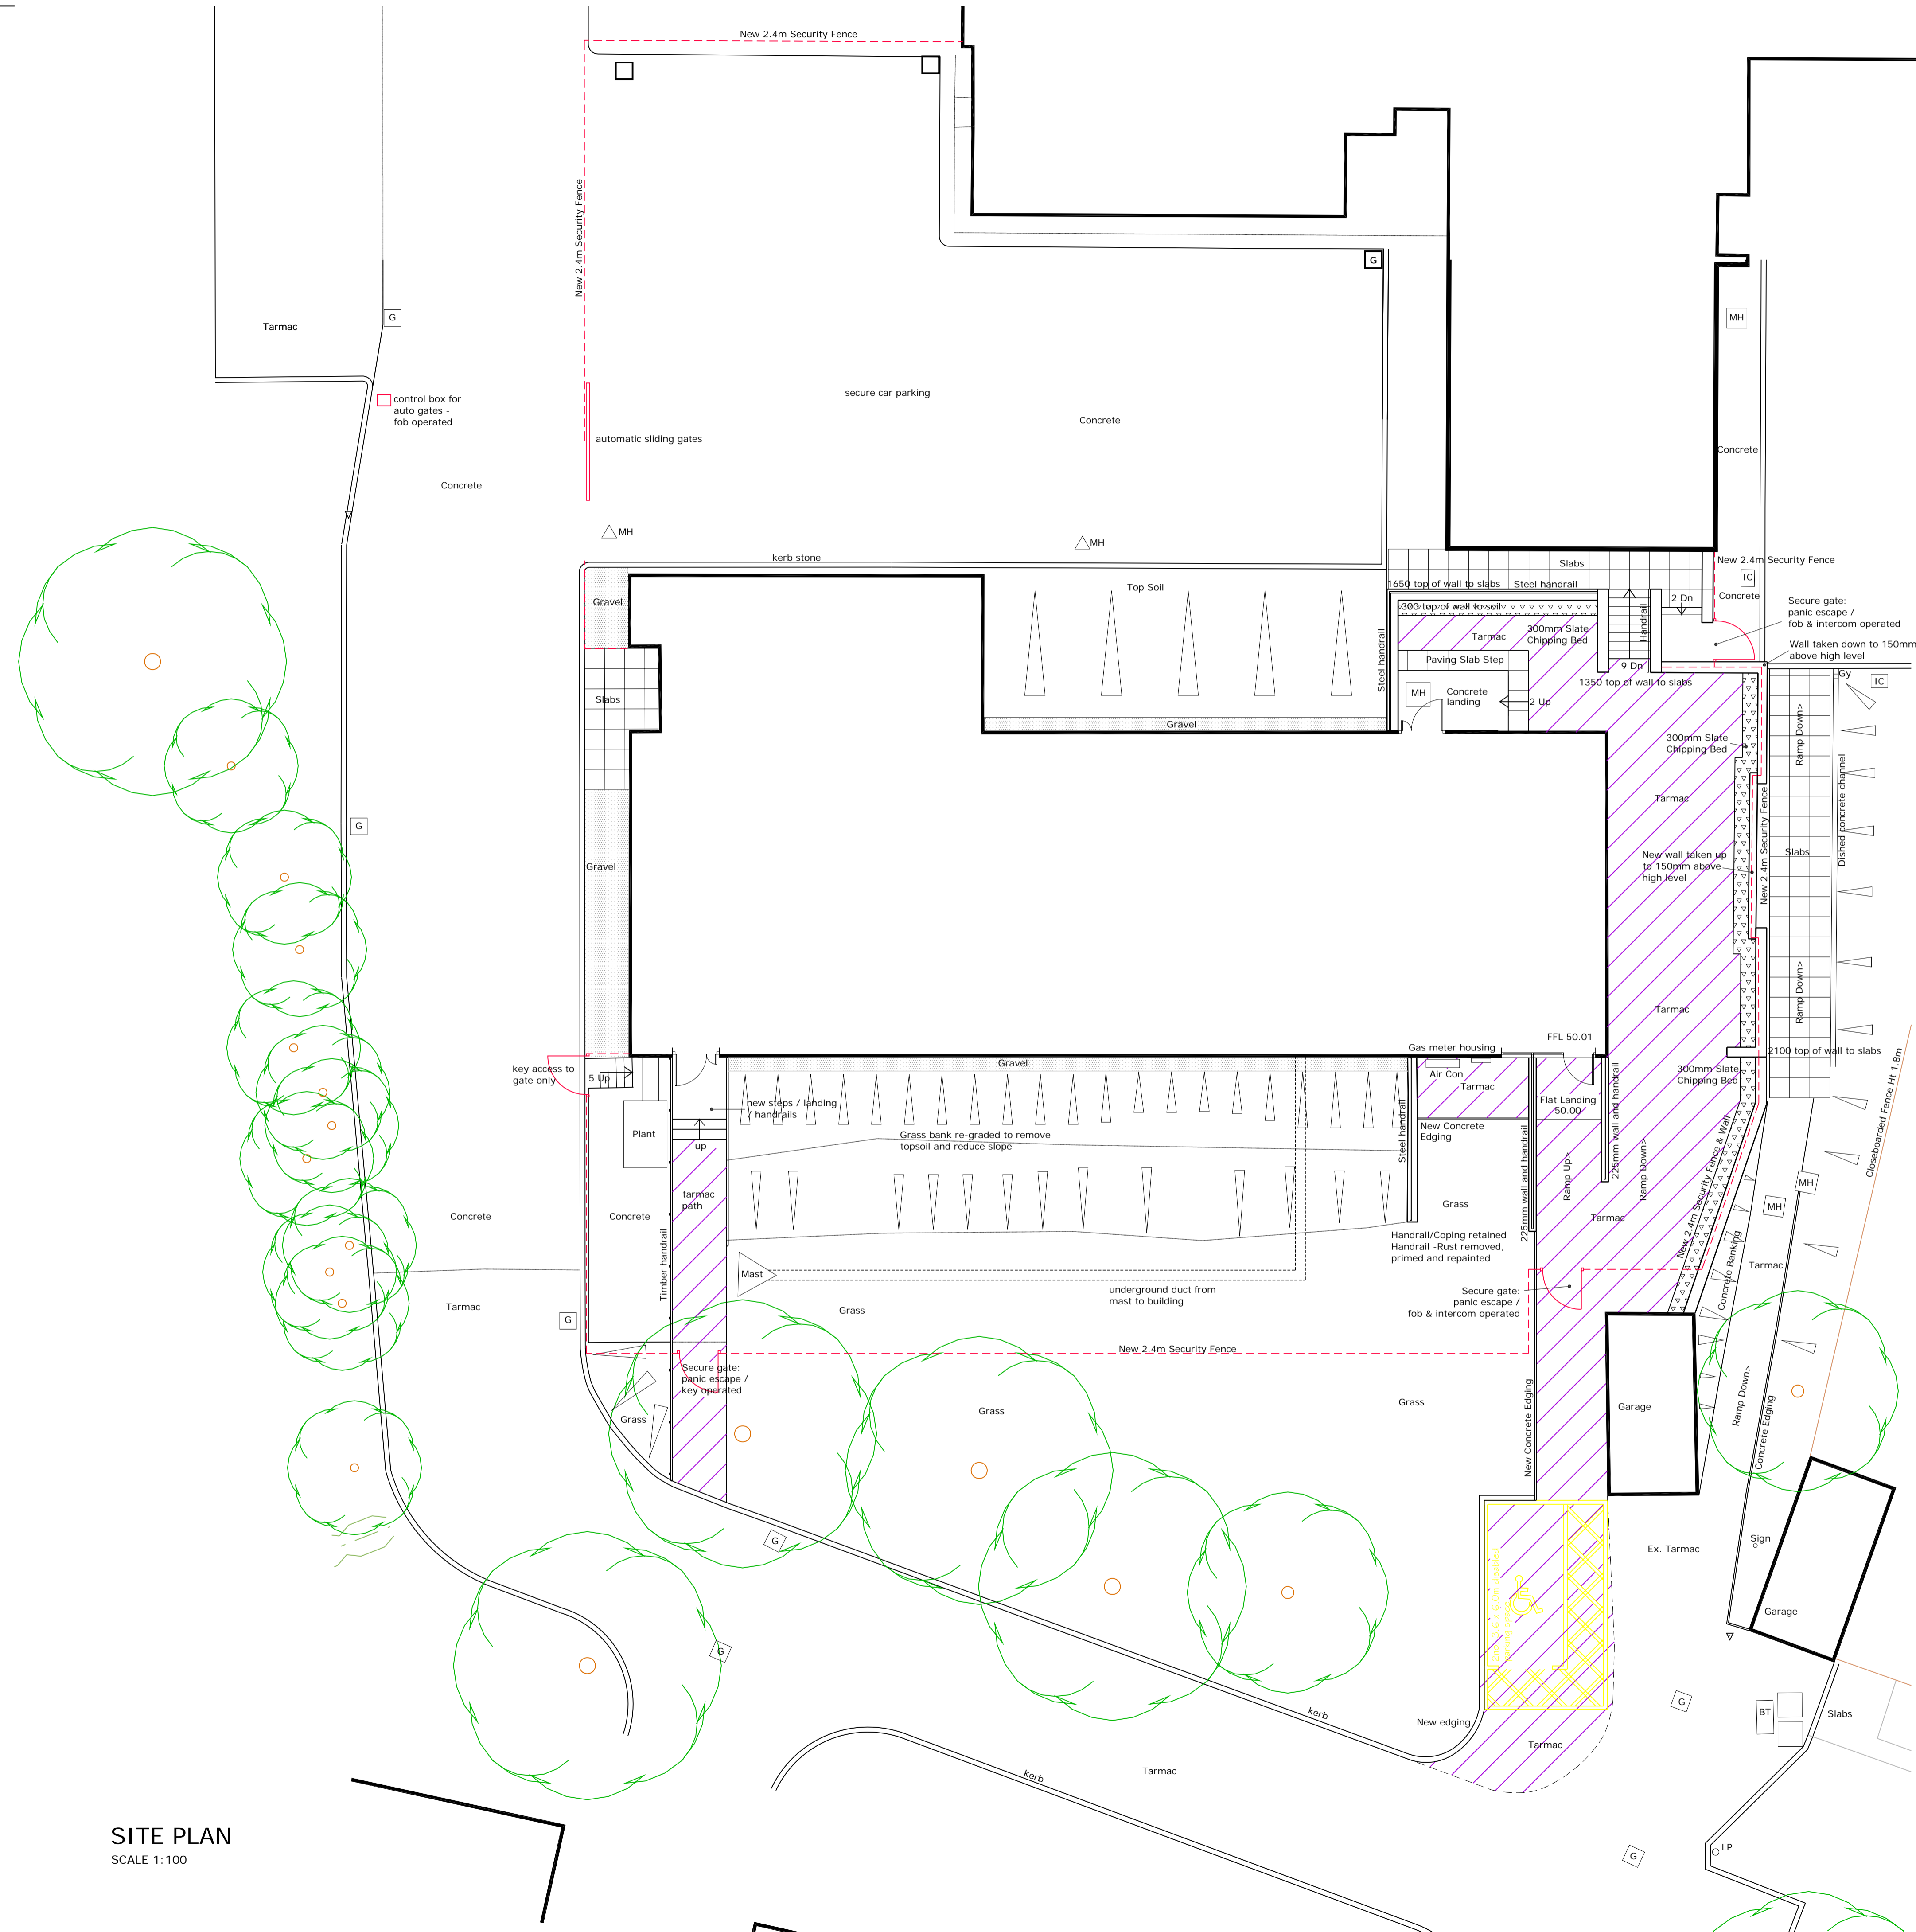 New 2.4m Security Fence
New 2.4m Security Fence
G
G
MH
Tarmac
control box for
auto gates -
fob operated
secure car parking
Concrete
automatic sliding gates
Concrete
Concrete
MH
MH
kerb stone
Slabs
New 2.4m Security Fence
IC
Gravel
Top Soil
1650 top of wall to slabs
Steel handrail
300 top of wall to soil
2 Dn
Concrete
Secure gate:
panic escape /
fob & intercom operated
Handrail
Tarmac
300mm Slate
Chipping Bed
Wall taken down to 150mm
above high level
Steel handrail
Paving Slab Step
9 Dn
1350 top of wall to slabs
Gy
IC
Slabs
MH
Concrete
landing
2 Up
Gravel
Ramp Down>
300mm Slate
Chipping Bed
Dished concrete channel
Tarmac
New 2.4m Security Fence
G
Gravel
New wall taken up
to 150mm above
high level
Slabs
Ramp Down>
Tarmac
FFL 50.01
Gas meter housing
2100 top of wall to slabs
Closeboarded Fence Ht 1.8m
key access to
gate only
5 Up
Gravel
Air Con
Tarmac
300mm Slate
Chipping Bed
new steps / landing
/ handrails
Flat Landing
50.00
225mm wall and handrail
Plant
up
Grass bank re-graded to remove
topsoil and reduce slope
Steel handrail
New Concrete
Edging
225mm wall and handrail
Ramp Up>
Ramp Down>
New 2.4m Security Fence & Wall
MH
MH
tarmac
path
Grass
Concrete
Concrete
Tarmac
Timber handrail
Handrail/Coping retained
Handrail -Rust removed,
primed and repainted
Concrete Banking
Tarmac
Mast
underground duct from
mast to building
Secure gate:
panic escape /
fob & intercom operated
Tarmac
G
Grass
New 2.4m Security Fence
Secure gate:
panic escape /
key operated
Grass
Grass
Grass
New Concrete Edging
Garage
Ramp Down>
Concrete Edging
G
Sign
Ex. Tarmac
Garage
G
G
BT
Slabs
kerb
New edging
Tarmac
kerb
Tarmac
LP
G
SITE PLAN
SCALE 1:100